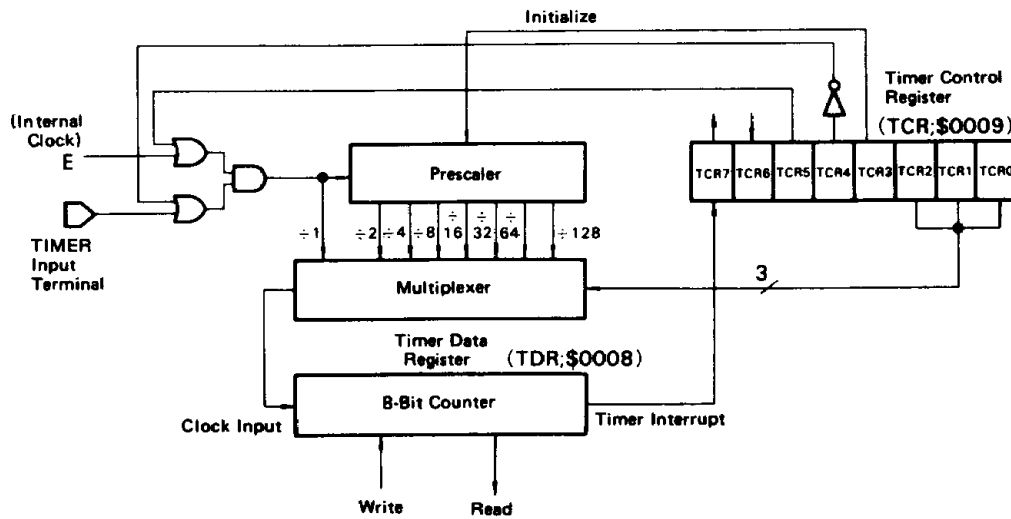 Initialize
Timer Control
Register
(TCR;$0009)
(Internal
Clock)
E
TCR7 TCR6 TCR5 TCR4 TCR3 TCR2 TCR1 TCR0
Prescaler
÷1 ÷2 ÷4 ÷8 ÷16 ÷32 ÷64 ÷128
TIMER
Input
Terminal
Multiplexer
3
Timer Data
Register
(TDR;$0008)
8-Bit Counter
Clock Input
Timer Interrupt
Write
Read